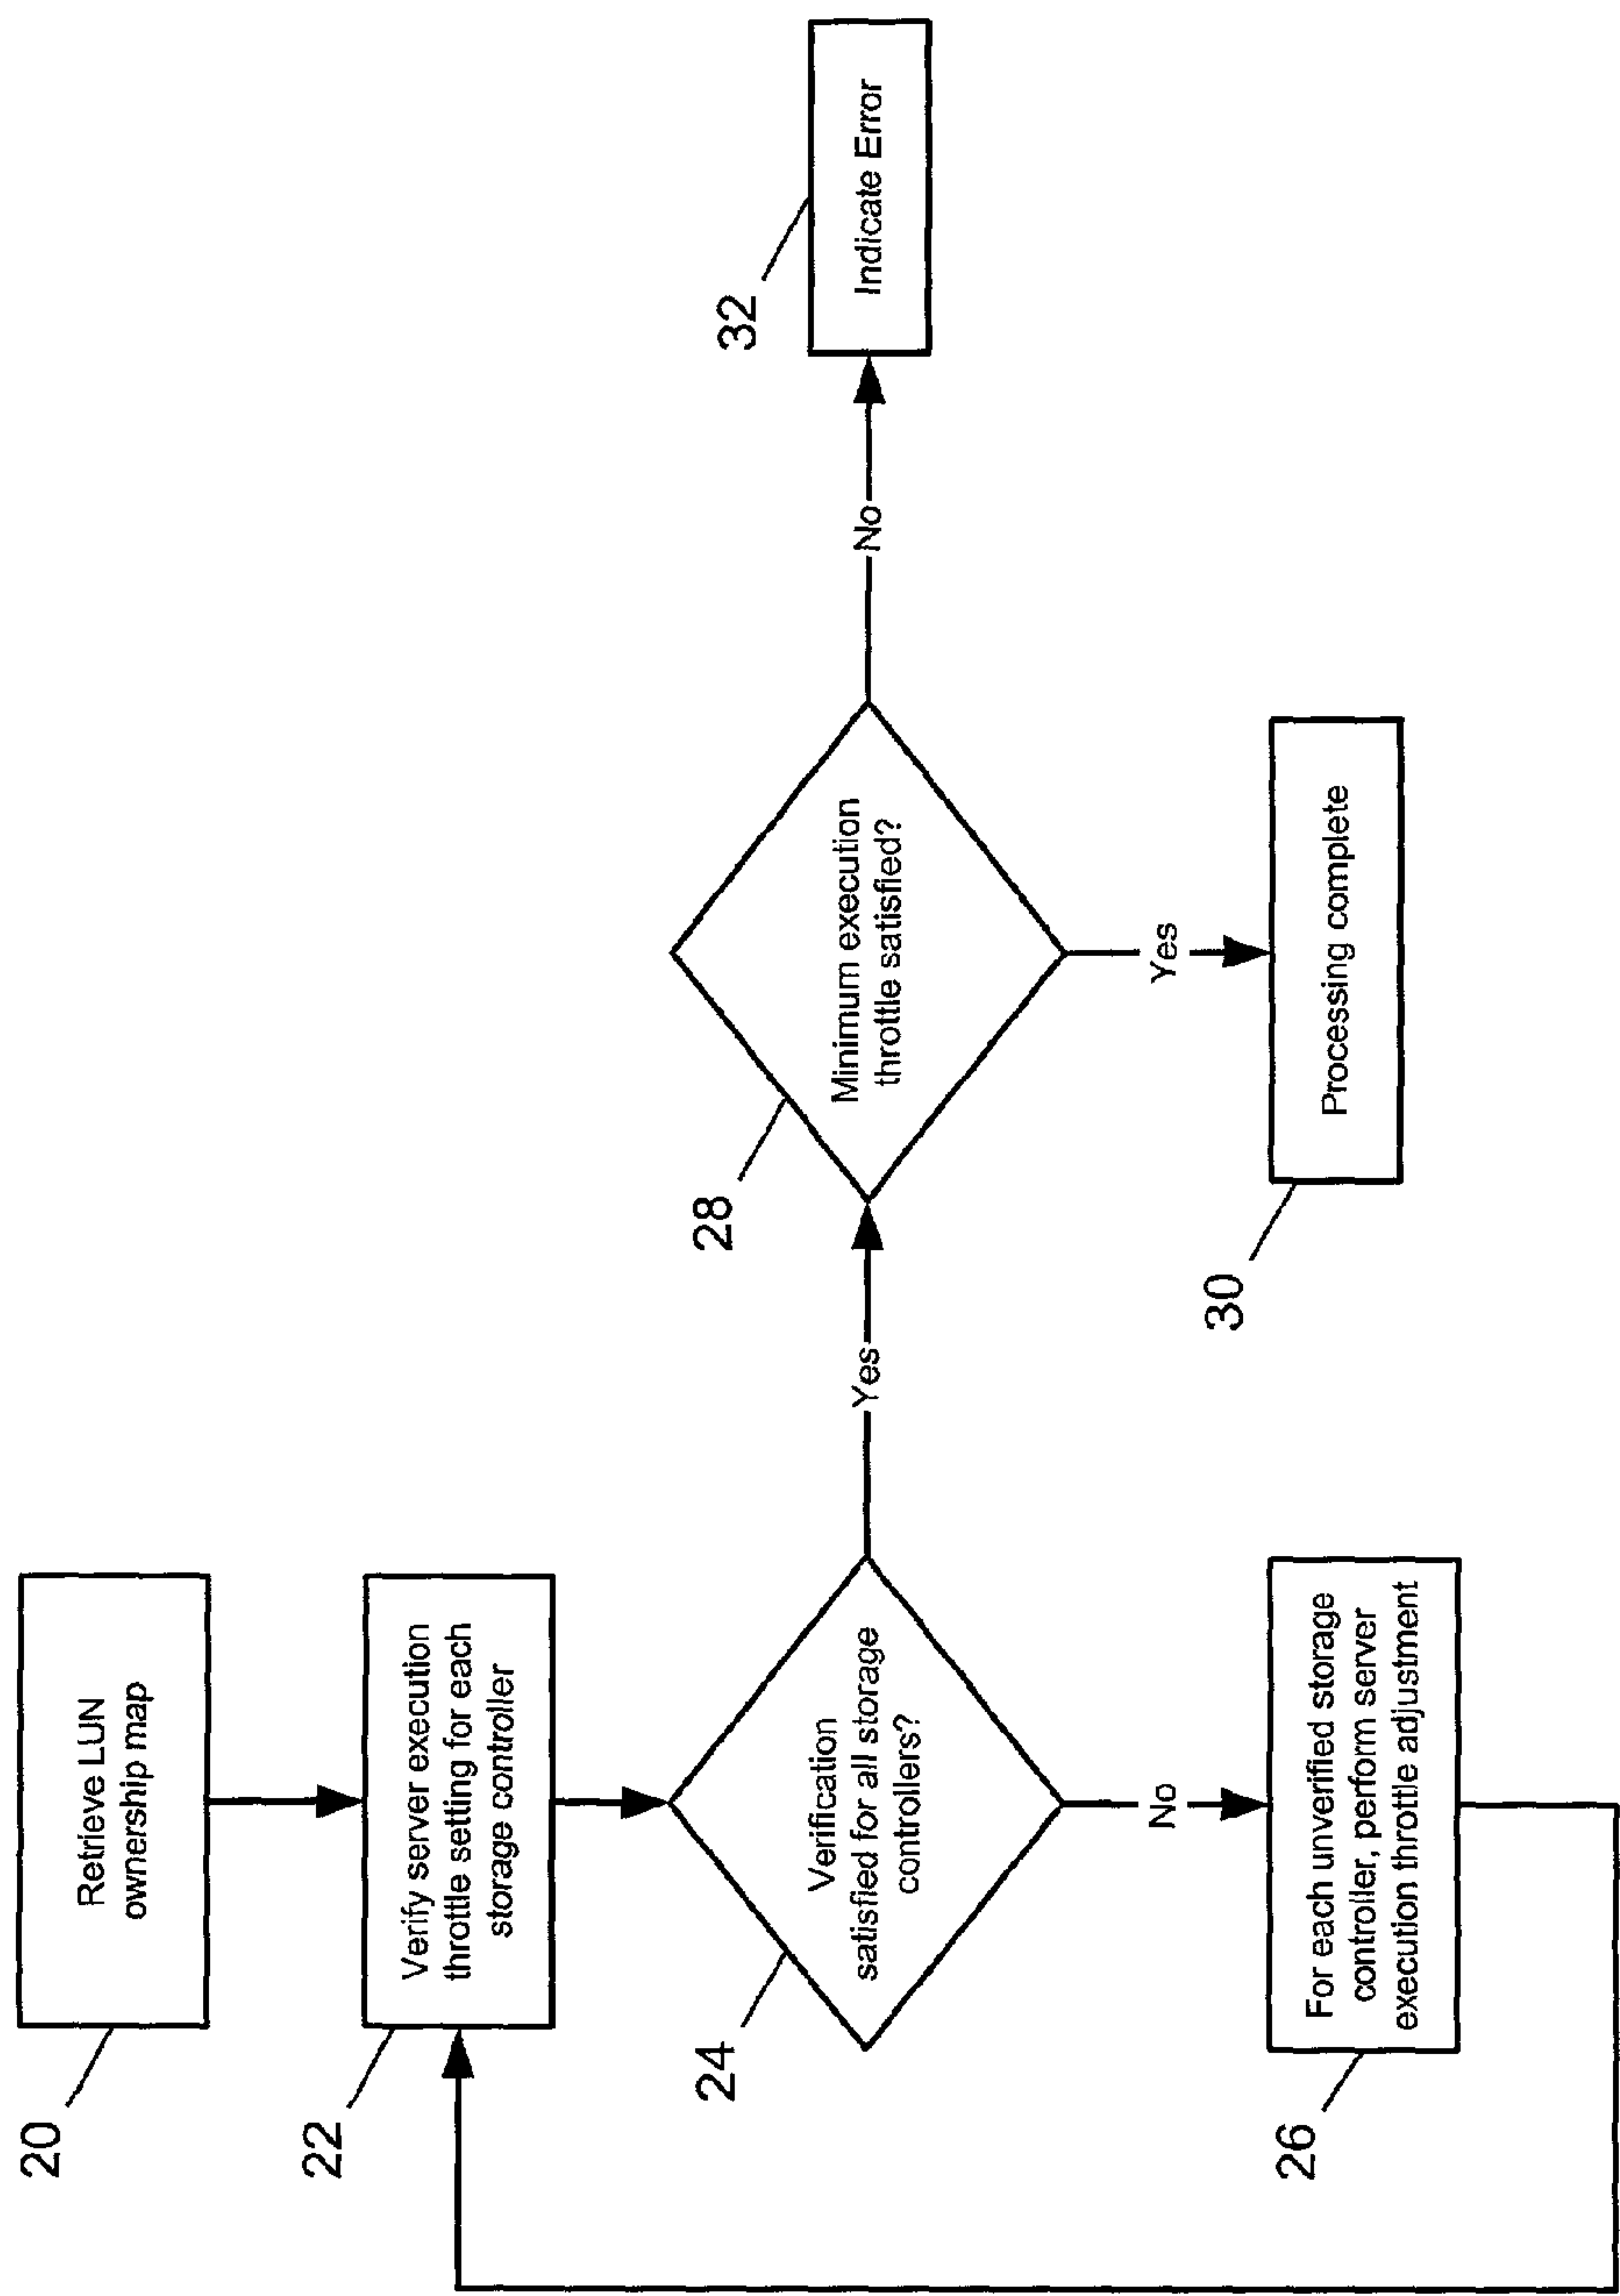 20
Retrieve LUN
ownership map
22
Verify server execution
throttle setting for each
storage controller
24
Verification
satisfied for all storage
controllers?
Yes
No
26
For each unverified storage
controller, perform server
execution throttle adjustment
28
Minimum execution
throttle satisfied?
Yes
No
30
Processing complete
32
Indicate Error